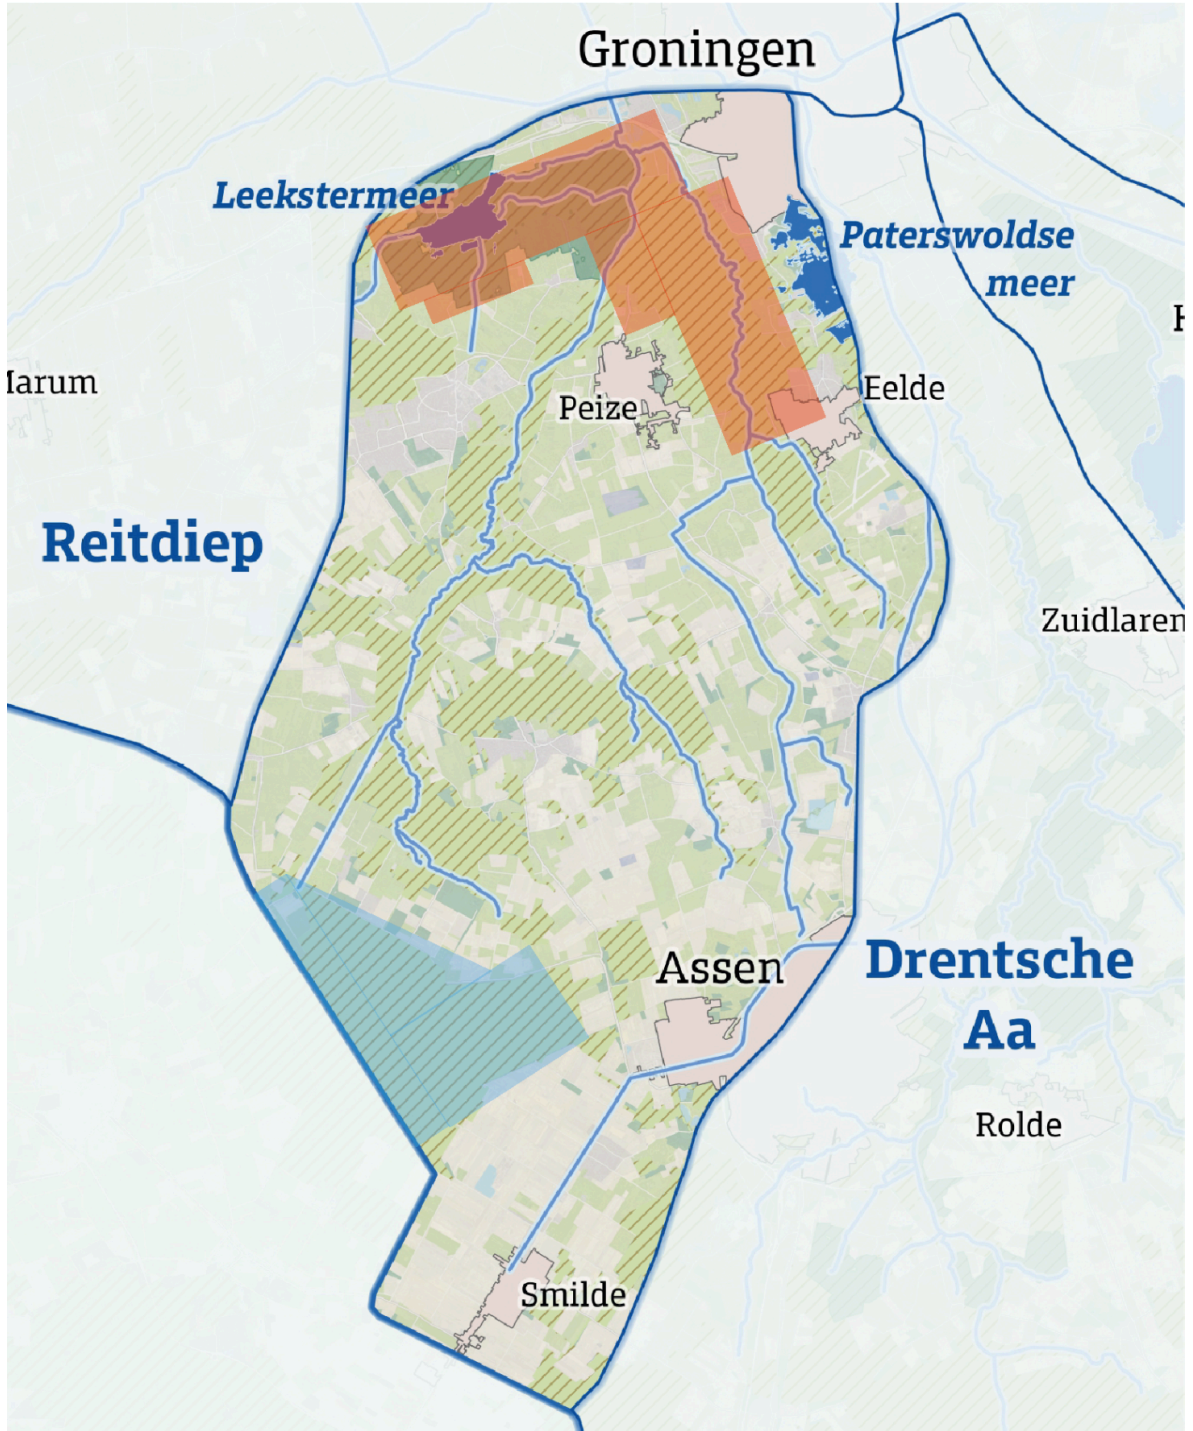 Groningen
Leekstermeer
Paterswoldse
meer
Eelde
Peize
Reitdiep
Zuidlaren
Assen
Drentsche
Aa
Rolde
Smilde